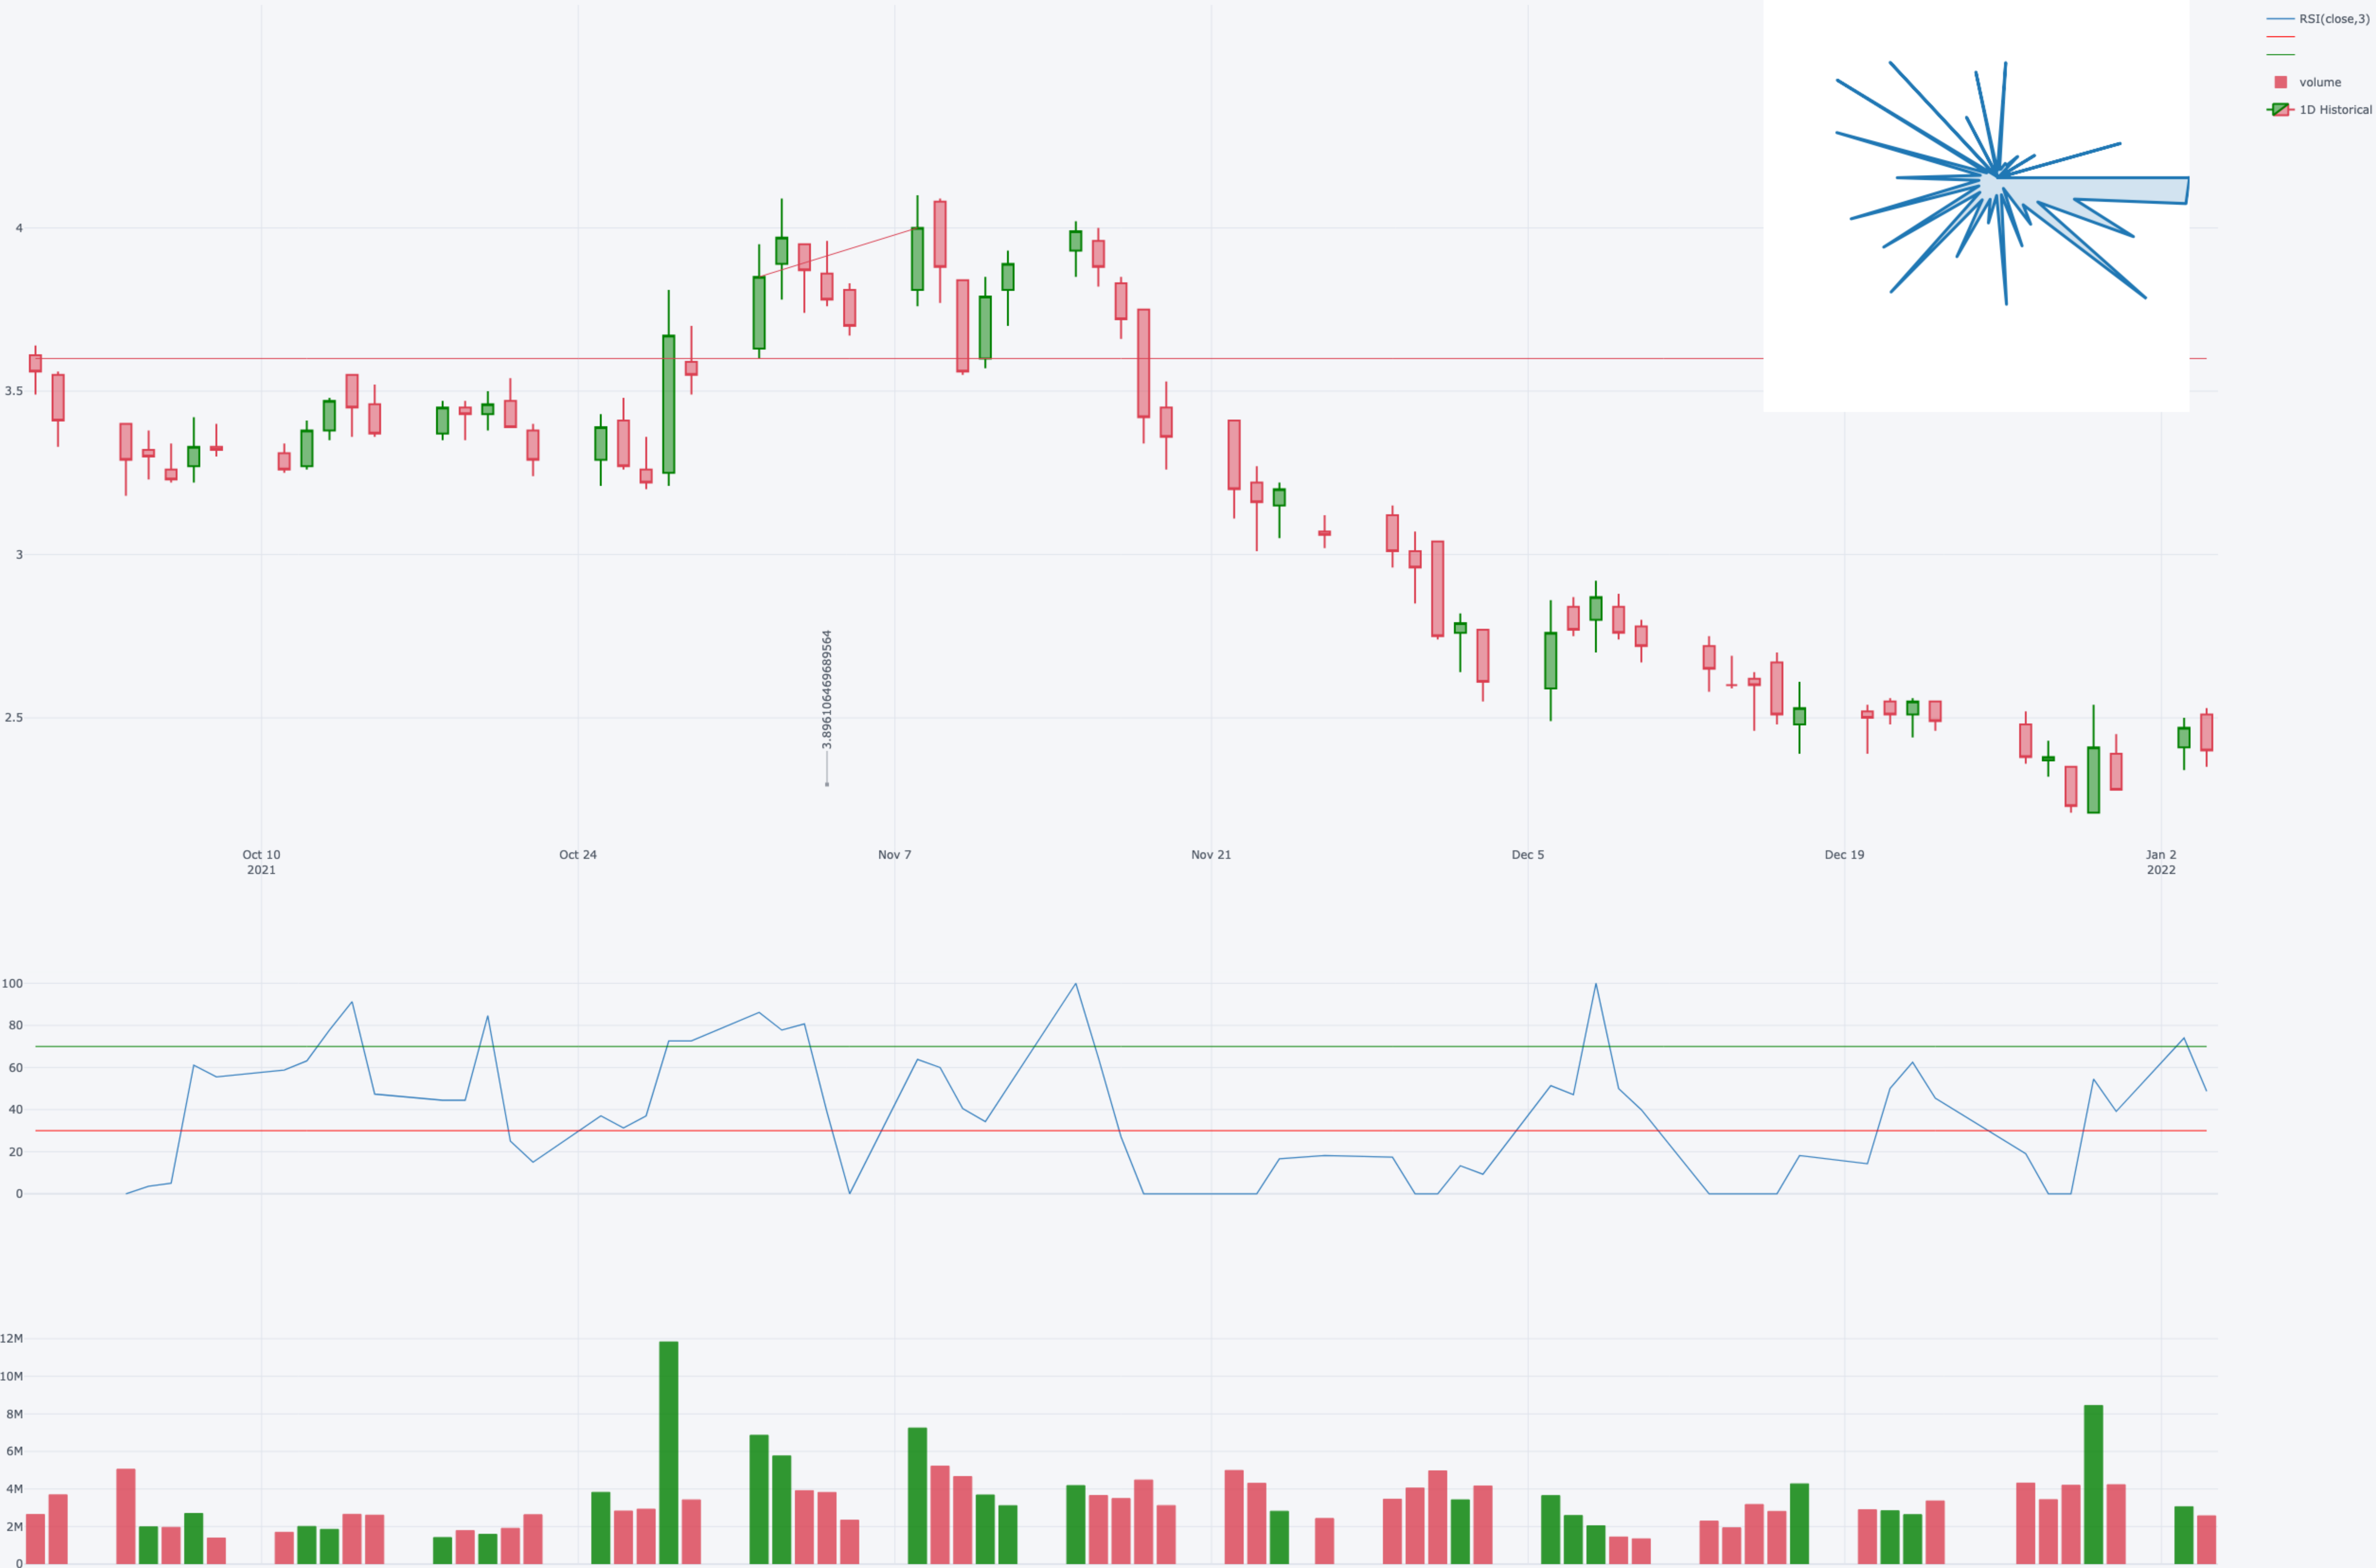 RSI(close,3)
volume
1D Historical
4
3.5
3
2.5
3.8961064696895​64
Oct 10
2021
Oct 24
Nov 7
Nov 21
Dec 5
Dec 19
Jan 2
2022
100
80
60
40
20
0
12M
10M
8M
6M
4M
2M
0